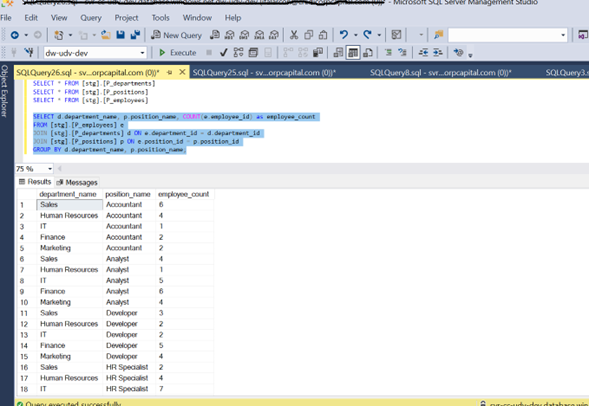 Microsoft SQL Server Management Studio
File Edit View Query Project Tools Window Help
New Query
dw-udv-dev Execute
SQLQuery26.sql - sv...orpcapital.com (0))* SQLQuery25.sql - sv...orpcapital.com (0))* SQLQuery8.sql - svr...orpcapital.com (0))* SQLQuery3.s
Object Explorer
SELECT * FROM [stg].[P_departments]
SELECT * FROM [stg].[P_positions]
SELECT * FROM [stg].[P_employees]
SELECT d.department_name, p.position_name, COUNT(e.employee_id) as employee_count
FROM [stg].[P_employees] e
JOIN [stg].[P_departments] d ON e.department_id = d.department_id
JOIN [stg].[P_positions] p ON e.position_id = p.position_id
GROUP BY d.department_name, p.position_name;
75 %
Results Messages
department_name position_name employee_count
1 Sales Accountant 6
2 Human Resources Accountant 4
3 IT Accountant 1
4 Finance Accountant 2
5 Marketing Accountant 2
6 Sales Analyst 4
7 Human Resources Analyst 1
8 IT Analyst 5
9 Finance Analyst 6
10 Marketing Analyst 4
11 Sales Developer 3
12 Human Resources Developer 2
13 IT Developer 2
14 Finance Developer 5
15 Marketing Developer 4
16 Sales HR Specialist 2
17 Human Resources HR Specialist 4
18 IT HR Specialist 7
Query executed successfully